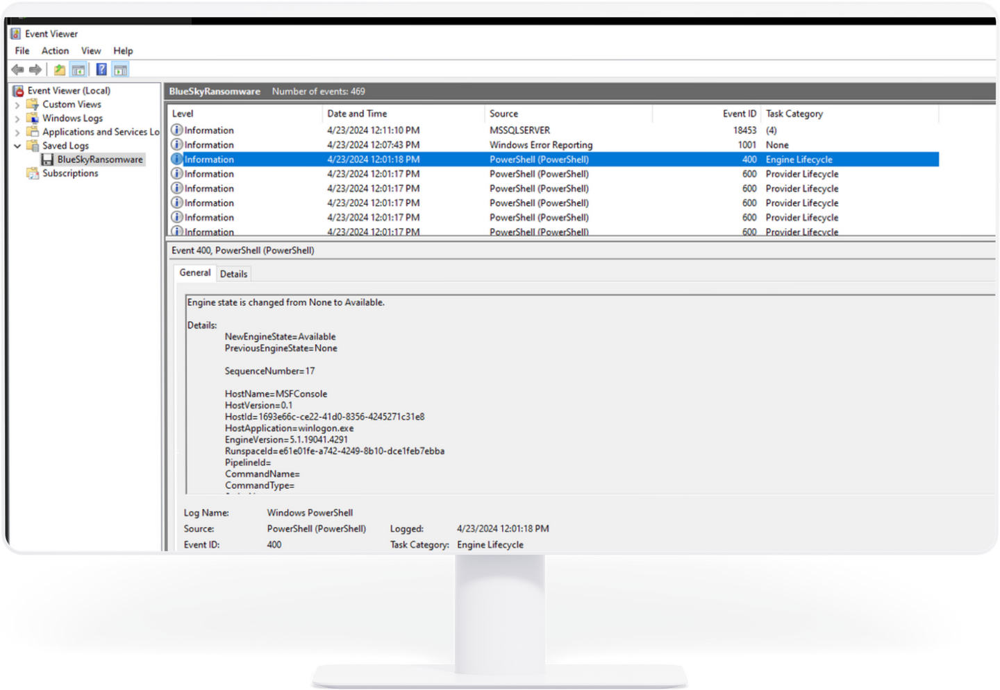 Event Viewer
File Action View Help
Event Viewer (Local)
Custom Views
Windows Logs
Applications and Services Lo
Saved Logs
BlueSkyRansomware
Subscriptions
BlueSkyRansomware Number of events: 469
Level Date and Time Source Event ID Task Category
Information 4/23/2024 12:11:10 PM MSSQLSERVER 18453 (4)
Information 4/23/2024 12:07:43 PM Windows Error Reporting 1001 None
Information 4/23/2024 12:01:18 PM PowerShell (PowerShell) 400 Engine Lifecycle
Information 4/23/2024 12:01:17 PM PowerShell (PowerShell) 600 Provider Lifecycle
Information 4/23/2024 12:01:17 PM PowerShell (PowerShell) 600 Provider Lifecycle
Information 4/23/2024 12:01:17 PM PowerShell (PowerShell) 600 Provider Lifecycle
Information 4/23/2024 12:01:17 PM PowerShell (PowerShell) 600 Provider Lifecycle
Information 4/23/2024 12:01:17 PM PowerShell (PowerShell) 600 Provider Lifecycle
Event 400, PowerShell (PowerShell)
General Details
Engine state is changed from None to Available.
Details:
NewEngineState=Available
PreviousEngineState=None
SequenceNumber=17
HostName=MSFConsole
HostVersion=0.1
HostId=1693e66c-ce22-41d0-8356-4245271c31e8
HostApplication=winlogon.exe
EngineVersion=5.1.19041.4291
RunspaceId=e61e01fe-a742-4249-8b10-dce1feb7ebba
PipelineId=
CommandName=
CommandType=
Log Name: Windows PowerShell
Source: PowerShell (PowerShell) Logged: 4/23/2024 12:01:18 PM
Event ID: 400 Task Category: Engine Lifecycle